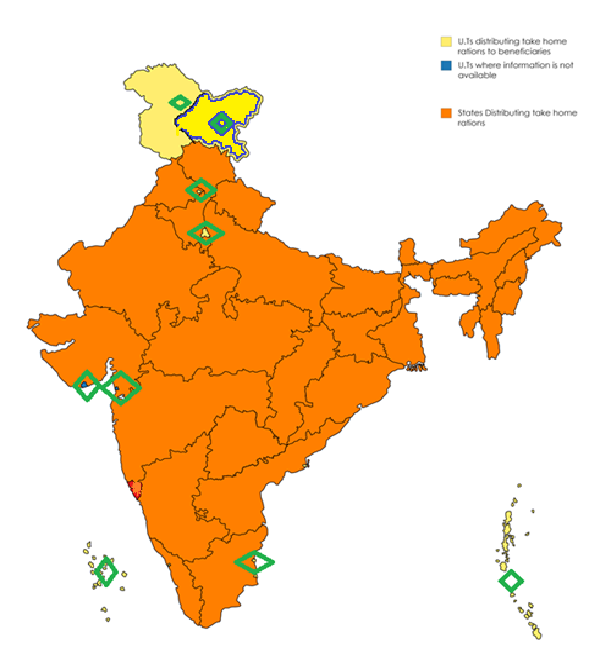 U.Ts distributing take home
rations to beneficiaries
U.Ts where information is not
available
States Distributing take home
rations